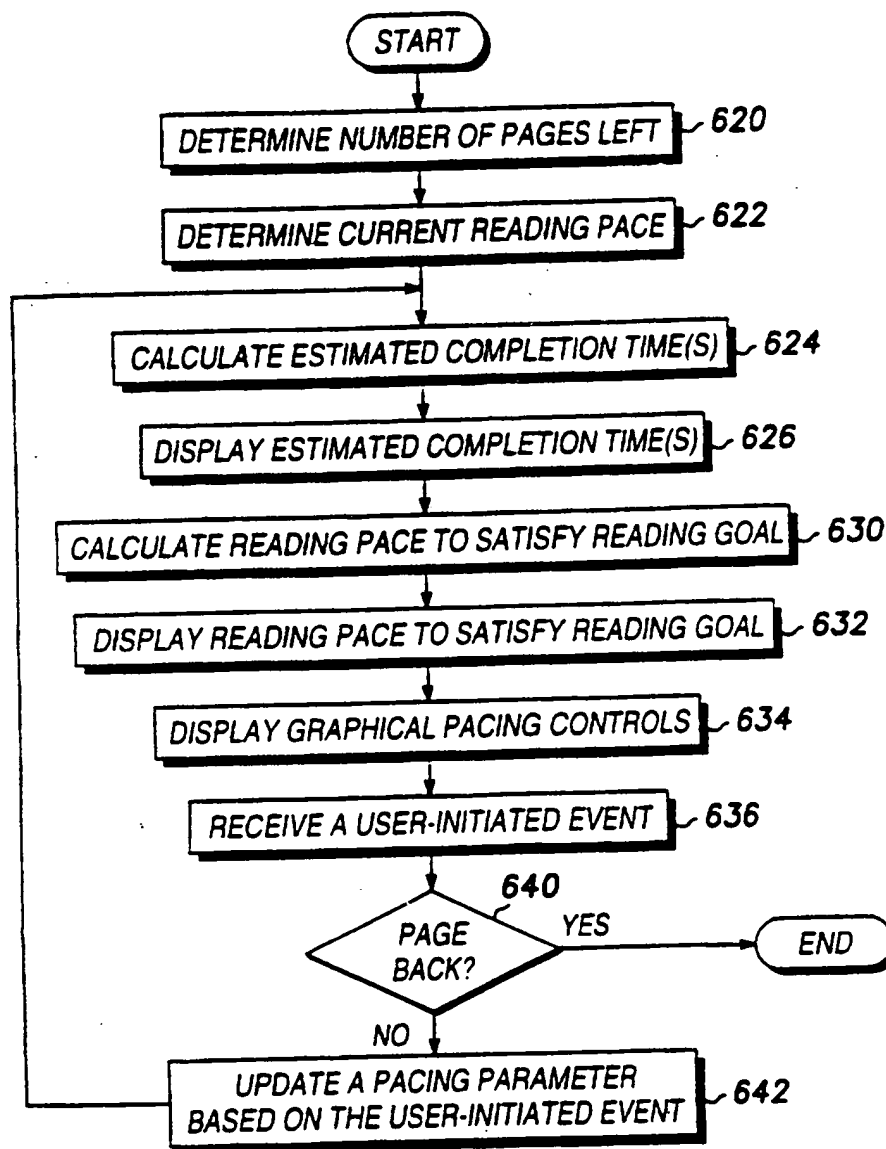 START
DETERMINE NUMBER OF PAGES LEFT 620
DETERMINE CURRENT READING PACE 622
CALCULATE ESTIMATED COMPLETION TIME(S) 624
DISPLAY ESTIMATED COMPLETION TIME(S) 626
CALCULATE READING PACE TO SATISFY READING GOAL 630
DISPLAY READING PACE TO SATISFY READING GOAL 632
DISPLAY GRAPHICAL PACING CONTROLS 634
RECEIVE A USER-INITIATED EVENT 636
640
PAGE
BACK?
YES
END
NO
UPDATE A PACING PARAMETER
BASED ON THE USER-INITIATED EVENT 642